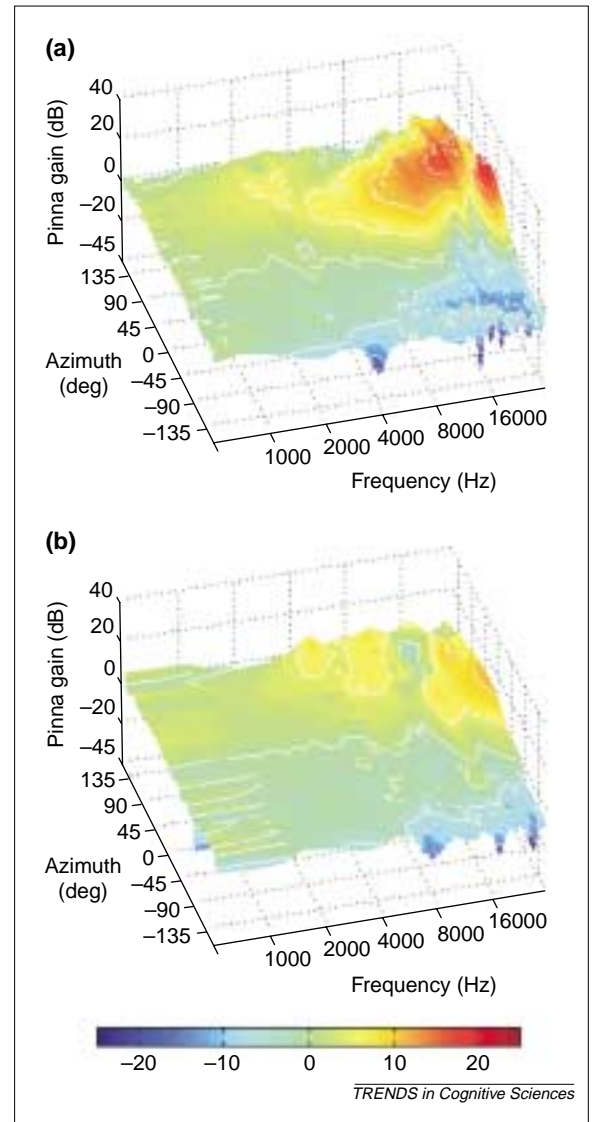 (a)
40
20
0
–20
–45
Pinna gain (dB)
135
90
45
0
–45
–90
–135
Azimuth
(deg)
1000 2000 4000 8000 16000
Frequency (Hz)
(b)
40
20
0
–20
–45
Pinna gain (dB)
135
90
45
0
–45
–90
–135
Azimuth
(deg)
1000 2000 4000 8000 16000
Frequency (Hz)
–20 –10 0 10 20
TRENDS in Cognitive Sciences